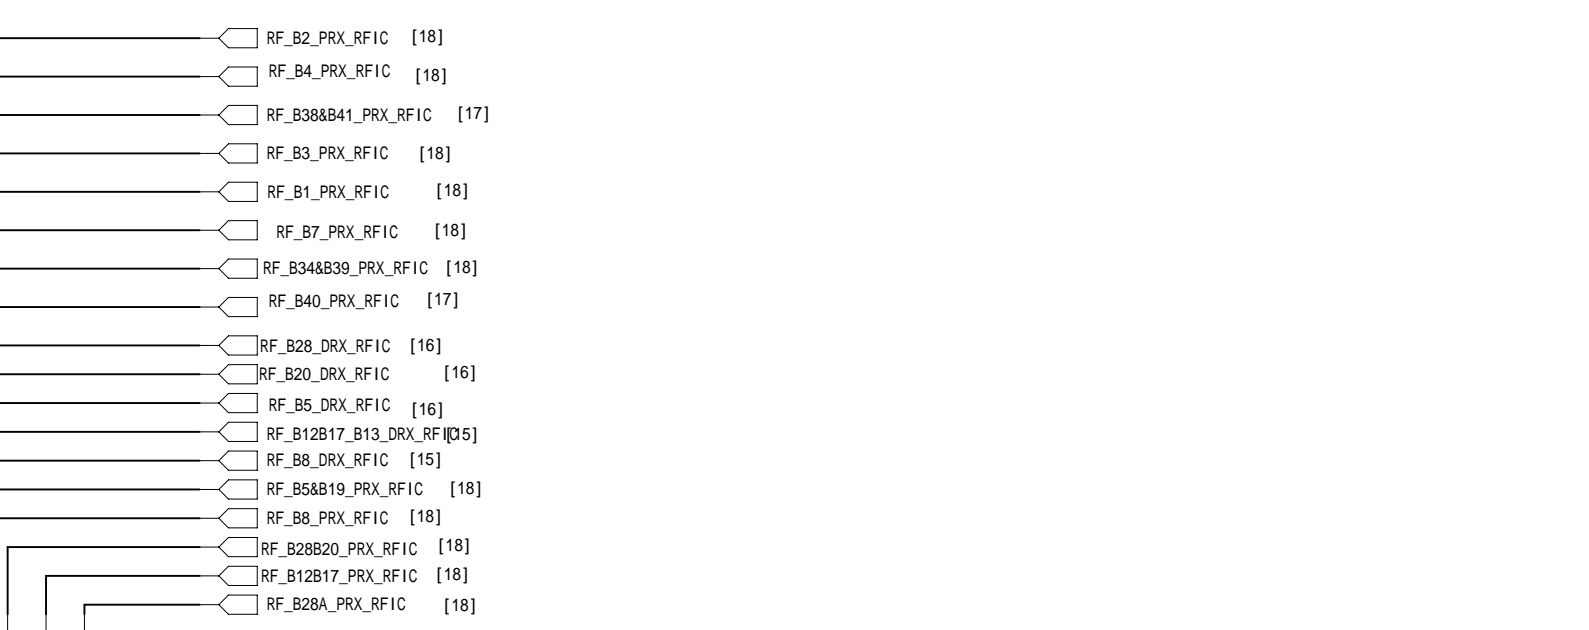 RF_B2_PRX_RFIC [18]
RF_B4_PRX_RFIC [18]
RF_B38&B41_PRX_RFIC [17]
RF_B3_PRX_RFIC [18]
RF_B1_PRX_RFIC [18]
RF_B7_PRX_RFIC [18]
RF_B34&B39_PRX_RFIC [18]
RF_B40_PRX_RFIC [17]
RF_B28_DRX_RFIC [16]
RF_B20_DRX_RFIC [16]
RF_B5_DRX_RFIC [16]
RF_B12B17_B13_DRX_RFIC [15]
RF_B8_DRX_RFIC [15]
RF_B5&B19_PRX_RFIC [18]
RF_B8_PRX_RFIC [18]
RF_B28B20_PRX_RFIC [18]
RF_B12B17_PRX_RFIC [18]
RF_B28A_PRX_RFIC [18]